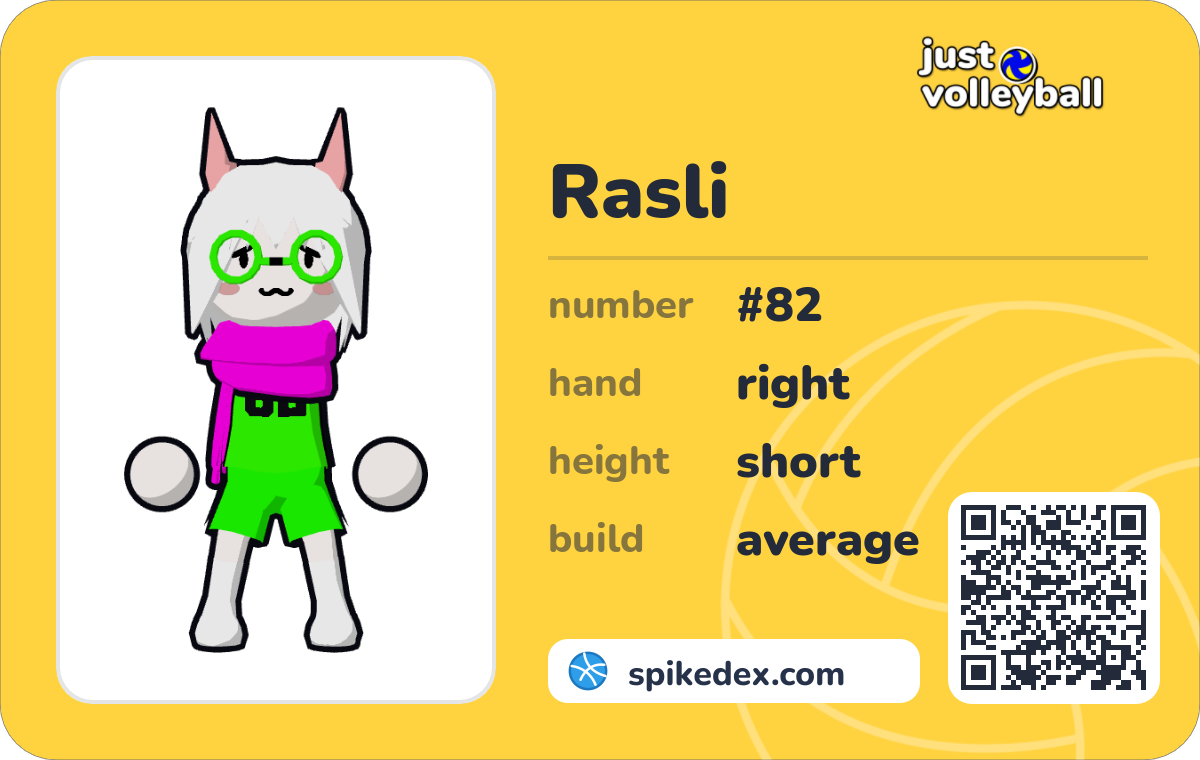 just
volleyball
Rasli
number #82
hand right
height short
build average
spikedex.com